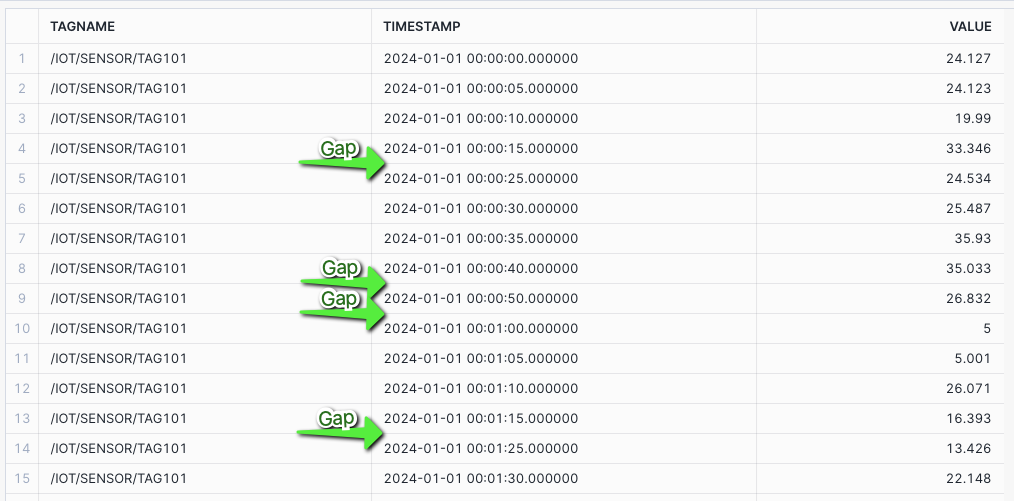 TAGNAME TIMESTAMP VALUE
1 /IOT/SENSOR/TAG101 2024-01-01 00:00:00.000000 24.127
2 /IOT/SENSOR/TAG101 2024-01-01 00:00:05.000000 24.123
3 /IOT/SENSOR/TAG101 2024-01-01 00:00:10.000000 19.99
4 /IOT/SENSOR/TAG101 2024-01-01 00:00:15.000000 33.346
Gap
5 /IOT/SENSOR/TAG101 2024-01-01 00:00:25.000000 24.534
6 /IOT/SENSOR/TAG101 2024-01-01 00:00:30.000000 25.487
7 /IOT/SENSOR/TAG101 2024-01-01 00:00:35.000000 35.93
8 /IOT/SENSOR/TAG101 2024-01-01 00:00:40.000000 35.033
Gap
9 /IOT/SENSOR/TAG101 2024-01-01 00:00:50.000000 26.832
Gap
10 /IOT/SENSOR/TAG101 2024-01-01 00:01:00.000000 5
11 /IOT/SENSOR/TAG101 2024-01-01 00:01:05.000000 5.001
12 /IOT/SENSOR/TAG101 2024-01-01 00:01:10.000000 26.071
13 /IOT/SENSOR/TAG101 2024-01-01 00:01:15.000000 16.393
Gap
14 /IOT/SENSOR/TAG101 2024-01-01 00:01:25.000000 13.426
15 /IOT/SENSOR/TAG101 2024-01-01 00:01:30.000000 22.148